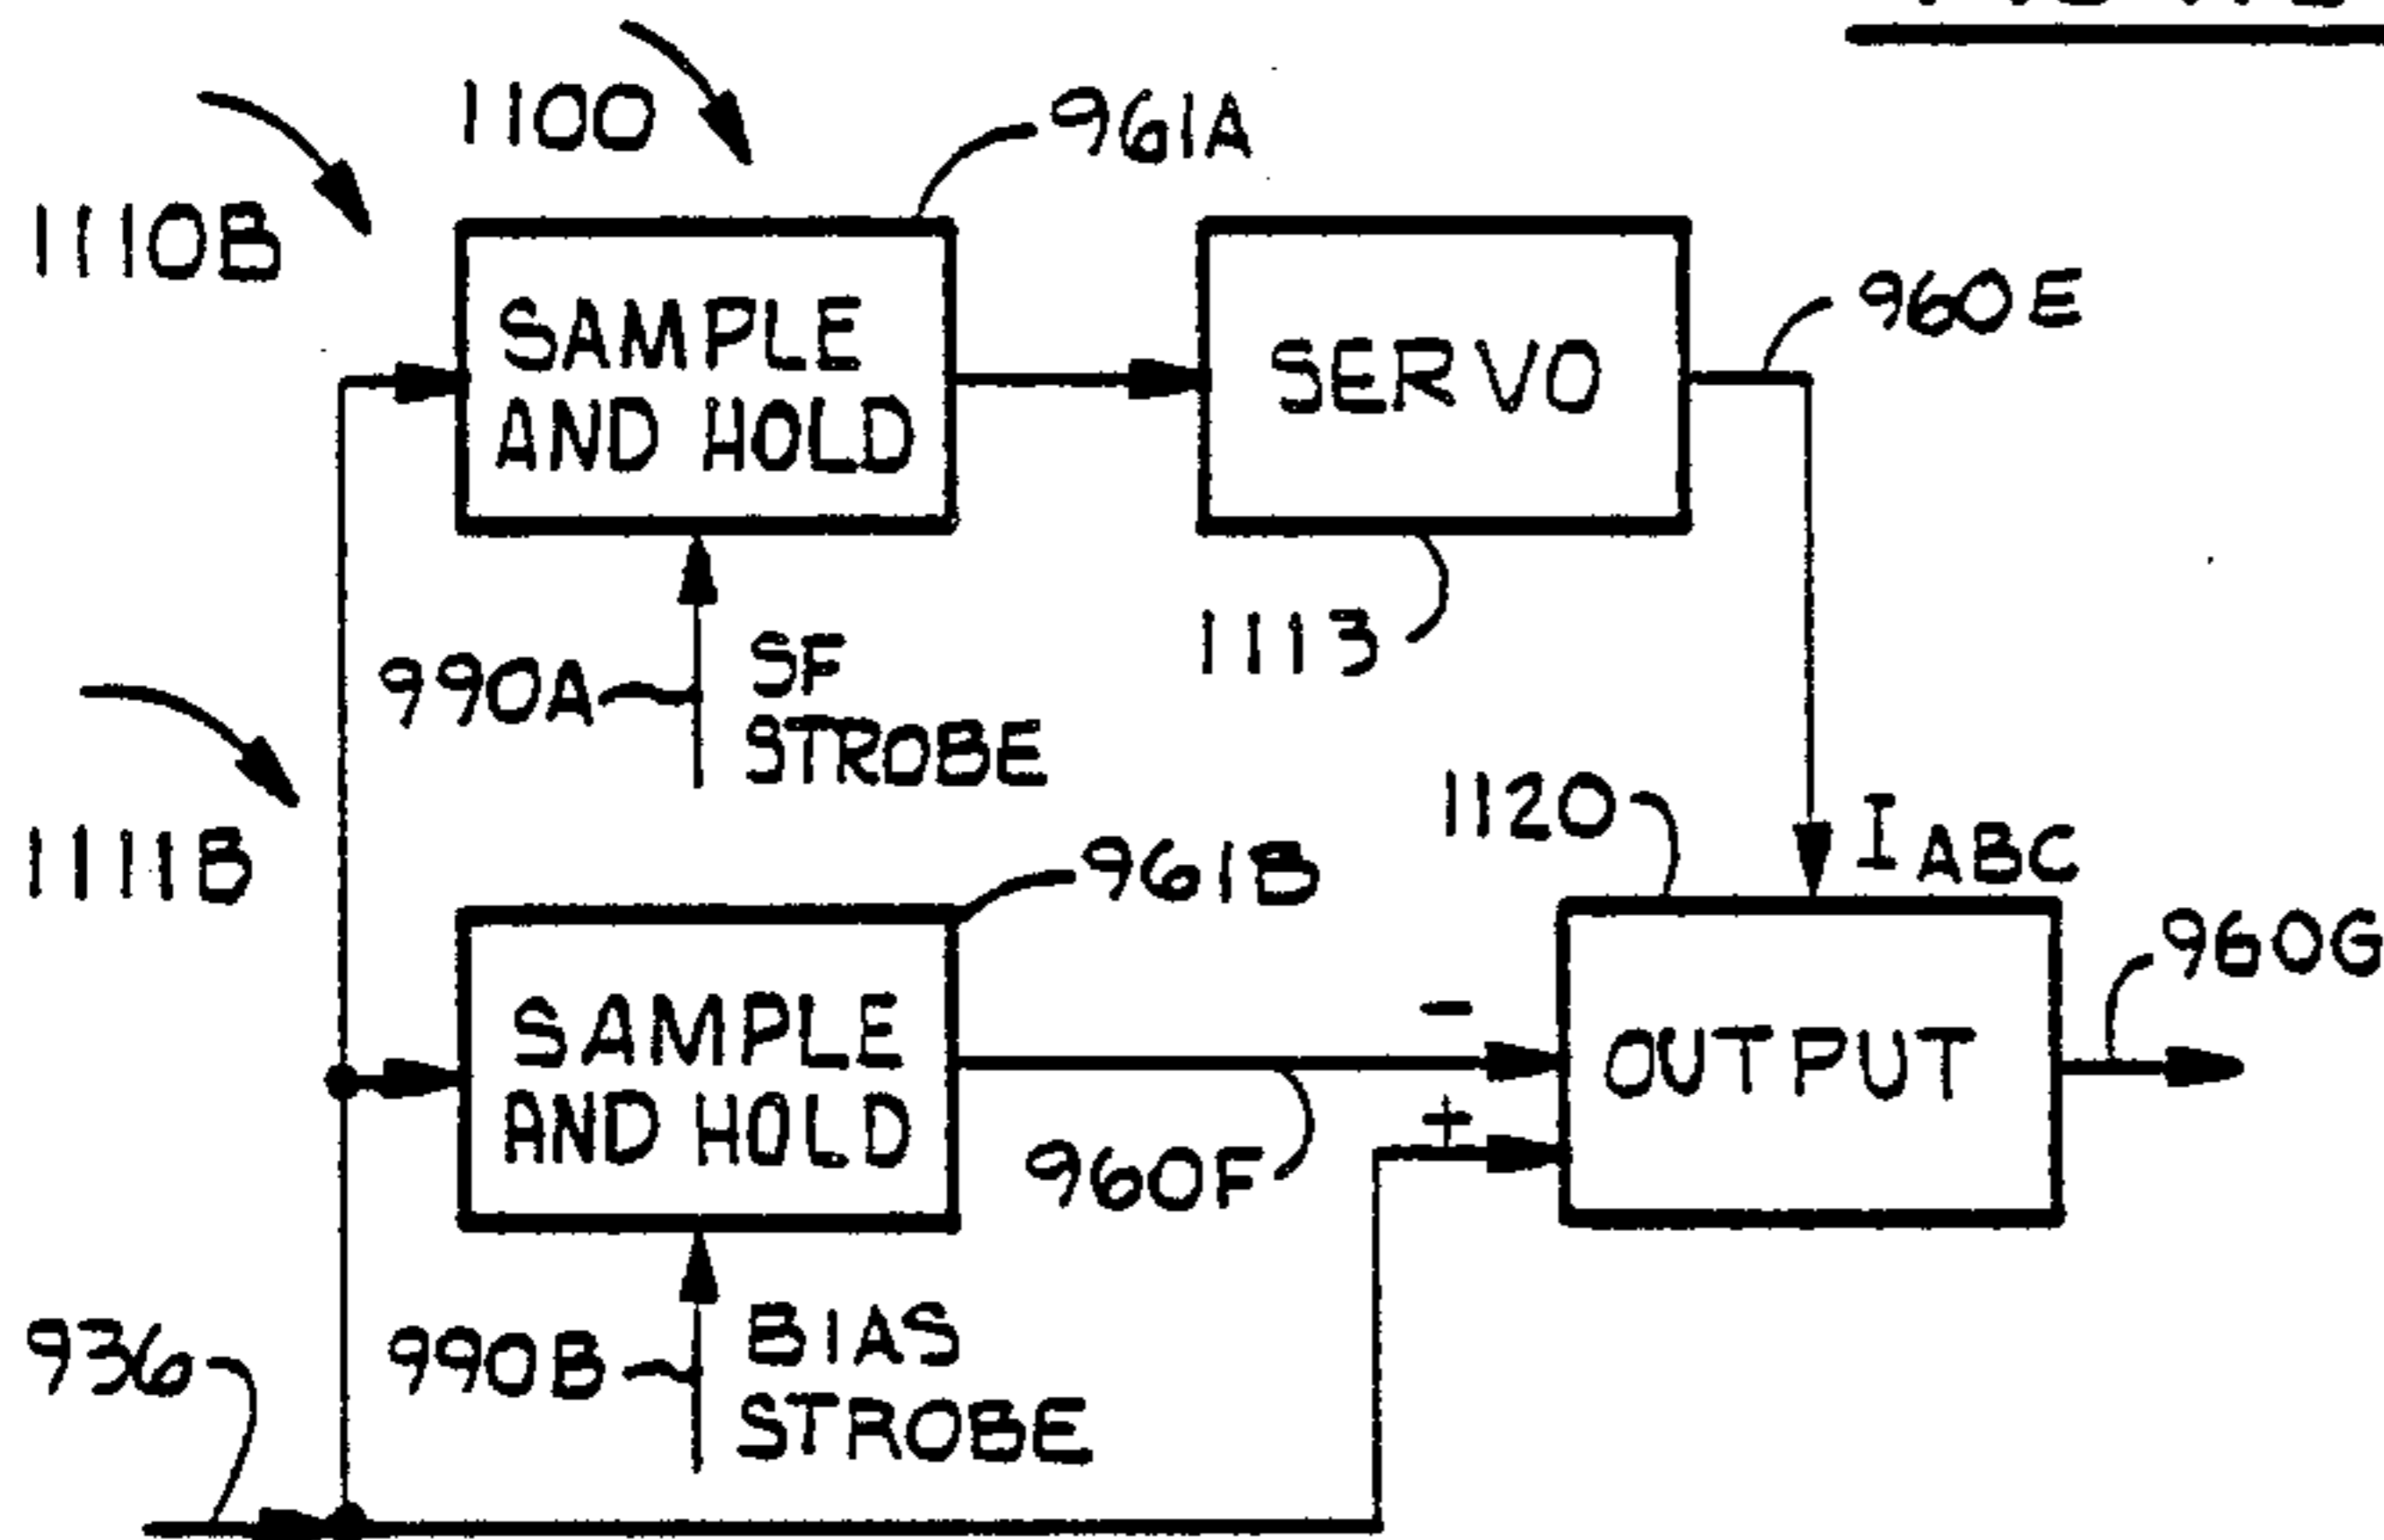 1100
961A
1110B
SAMPLE
AND HOLD
SERVO
960E
990A
SF
STROBE
1113
1111B
1120
I ABC
961B
960G
SAMPLE
AND HOLD
-
+
OUTPUT
960F
936
990B
BIAS
STROBE